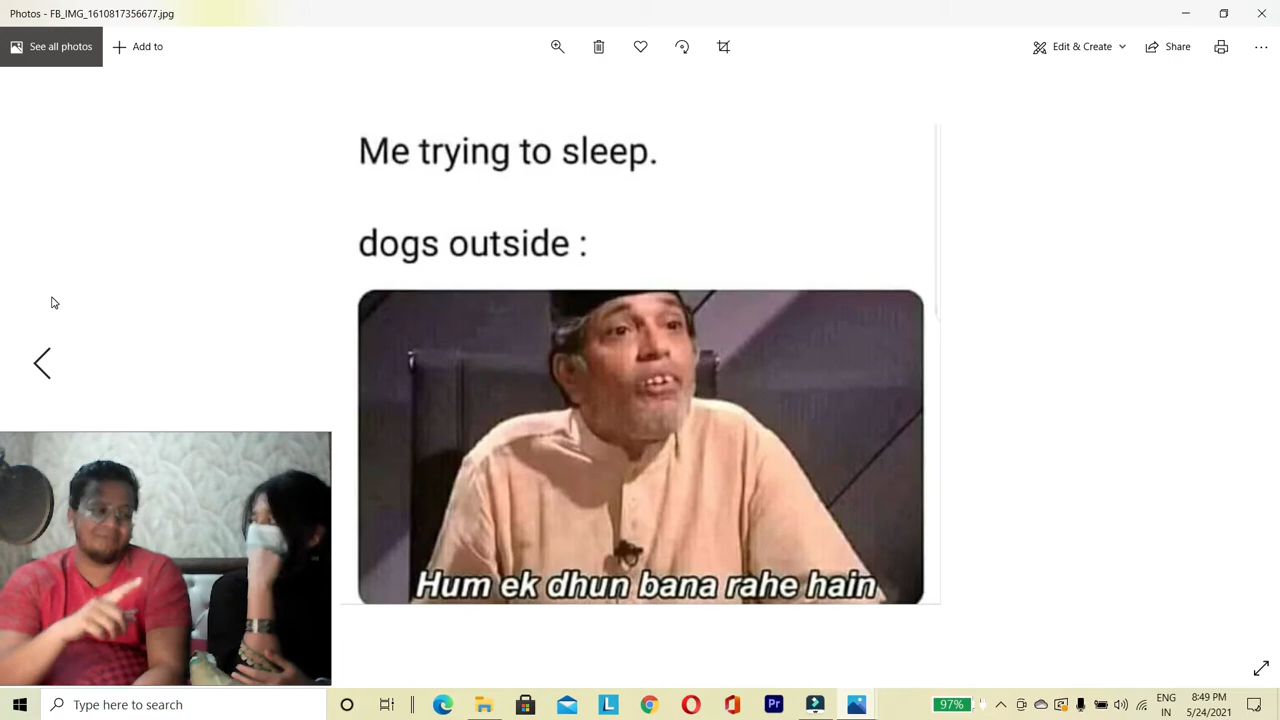 Photos - FB_IMG_1610817356677.jpg
See all photos
Add to
Edit & Create
Share
Me trying to sleep.
dogs outside :
Hum ek dhun bana rahe hain
Type here to search
L
Pr
97%
ENG
IN
8:49 PM
5/24/2021